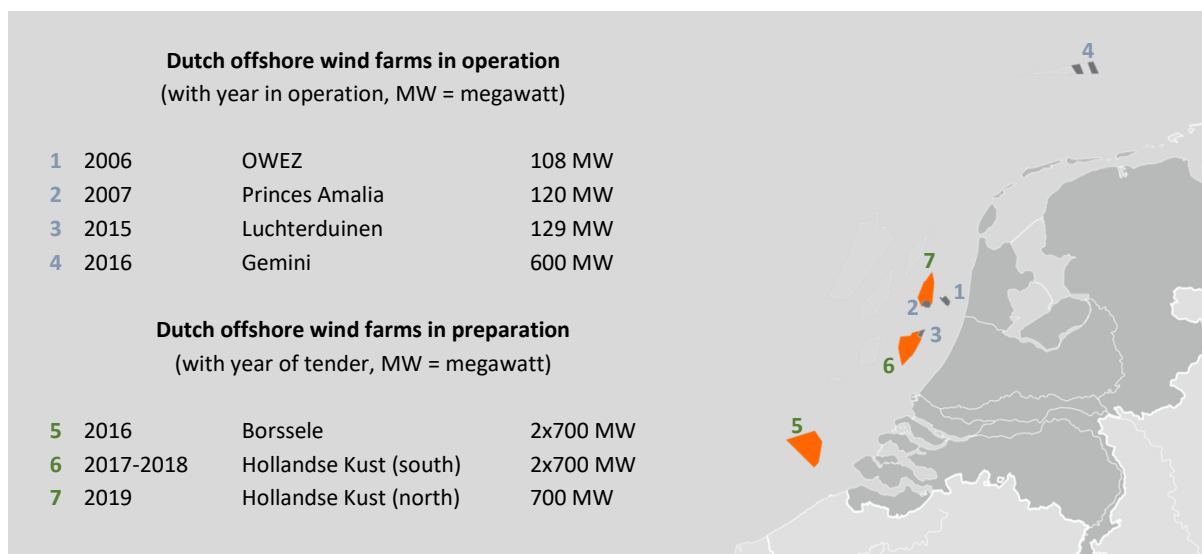 Dutch offshore wind farms in operation
(with year in operation, MW = megawatt)
1 2006 OWEZ 108 MW
2 2007 Princes Amalia 120 MW
3 2015 Luchterduinen 129 MW
4 2016 Gemini 600 MW
Dutch offshore wind farms in preparation
(with year of tender, MW = megawatt)
5 2016 Borssele 2x700 MW
6 2017-2018 Hollandse Kust (south) 2x700 MW
7 2019 Hollandse Kust (north) 700 MW
4
7
1
2
3
6
5